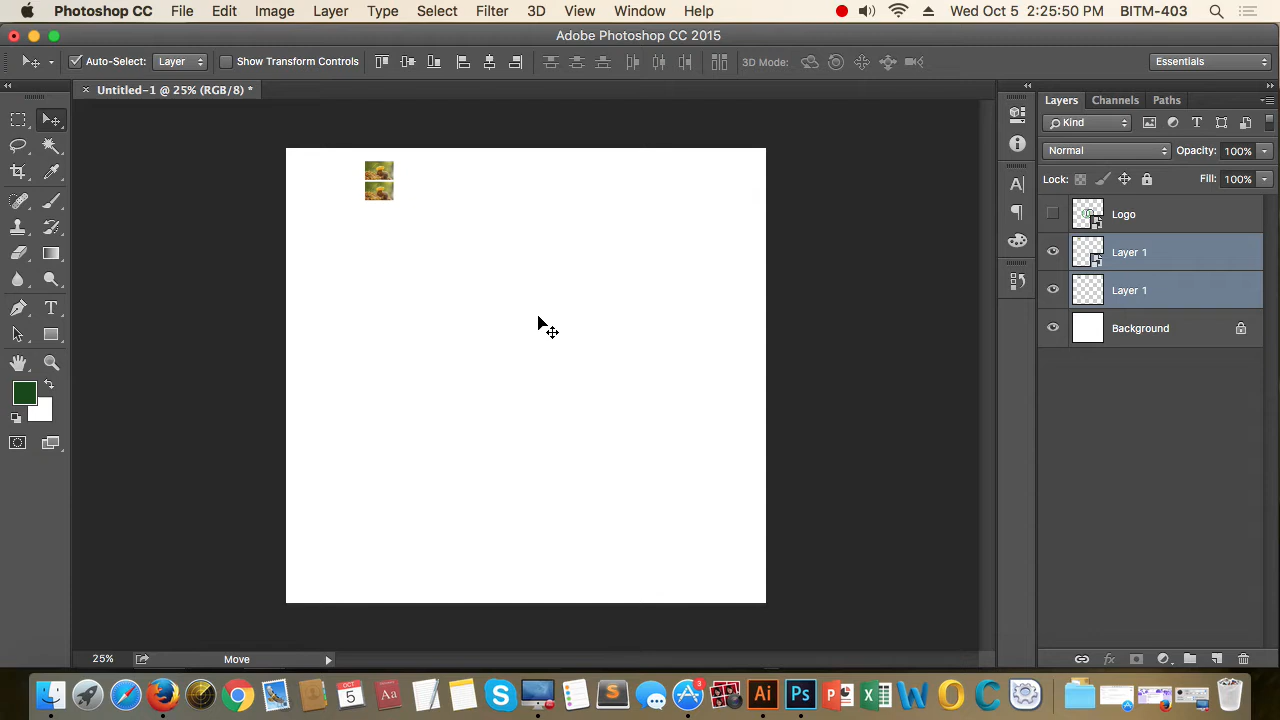 Photoshop CC File Edit Image Layer Type Select Filter 3D View Window Help Wed Oct 5 2:25:50 PM BITM-403
Adobe Photoshop CC 2015
Auto-Select: Layer Show Transform Controls 3D Mode: Essentials
Untitled-1 @ 25% (RGB/8) *
Layers Channels Paths
Kind
Normal Opacity: 100%
Lock: Fill: 100%
Logo
Layer 1
Layer 1
Background
25% Move